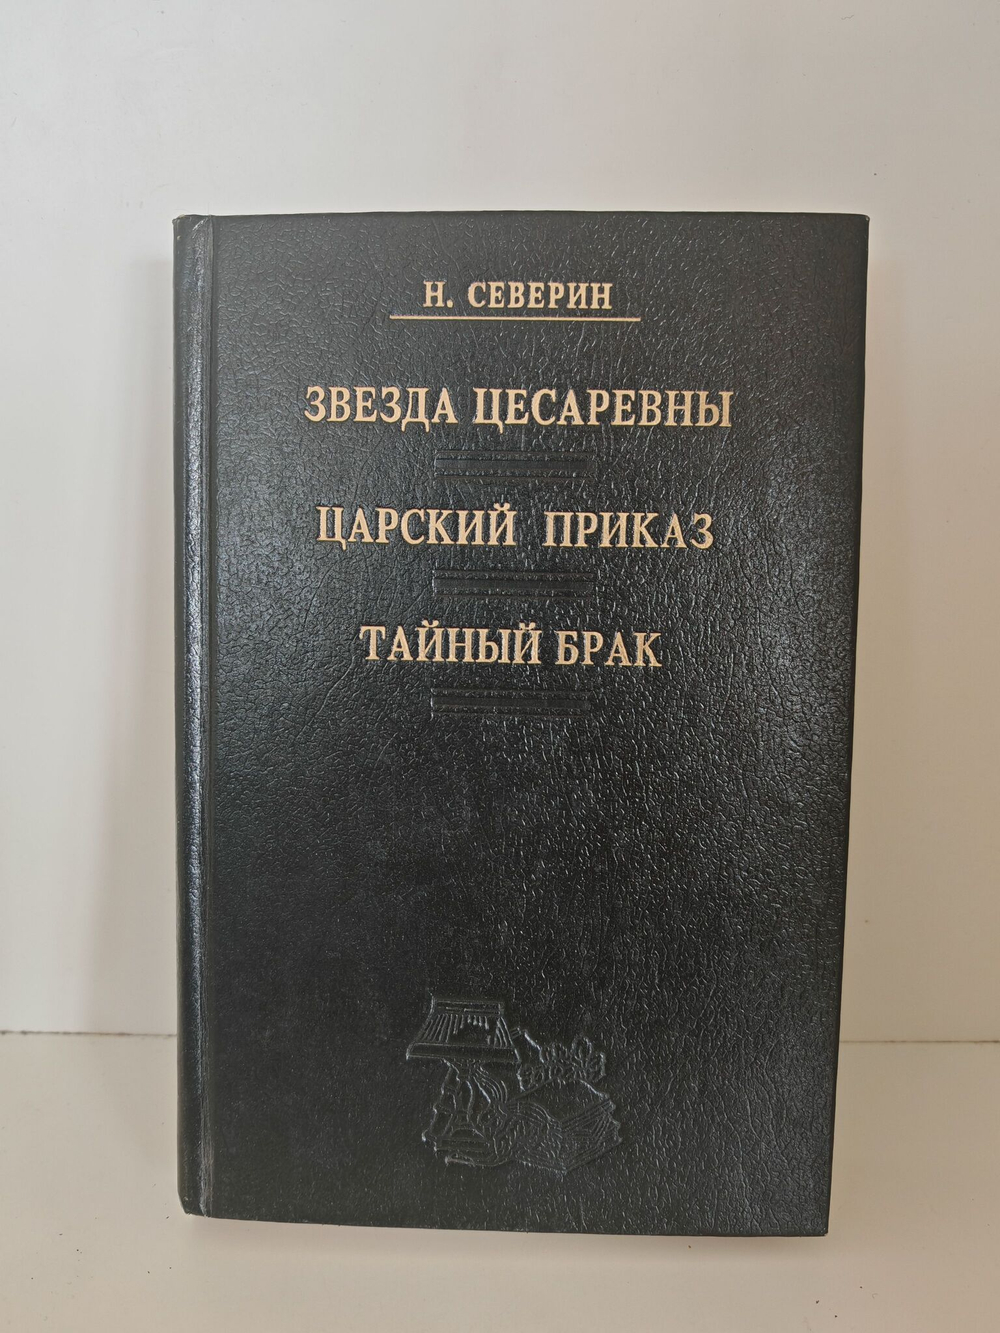 Н. СЕВЕРИН
ЗВЕЗДА ЦЕСАРЕВНЫ
ЦАРСКИЙ ПРИКАЗ
ТАЙНЫЙ БРАК